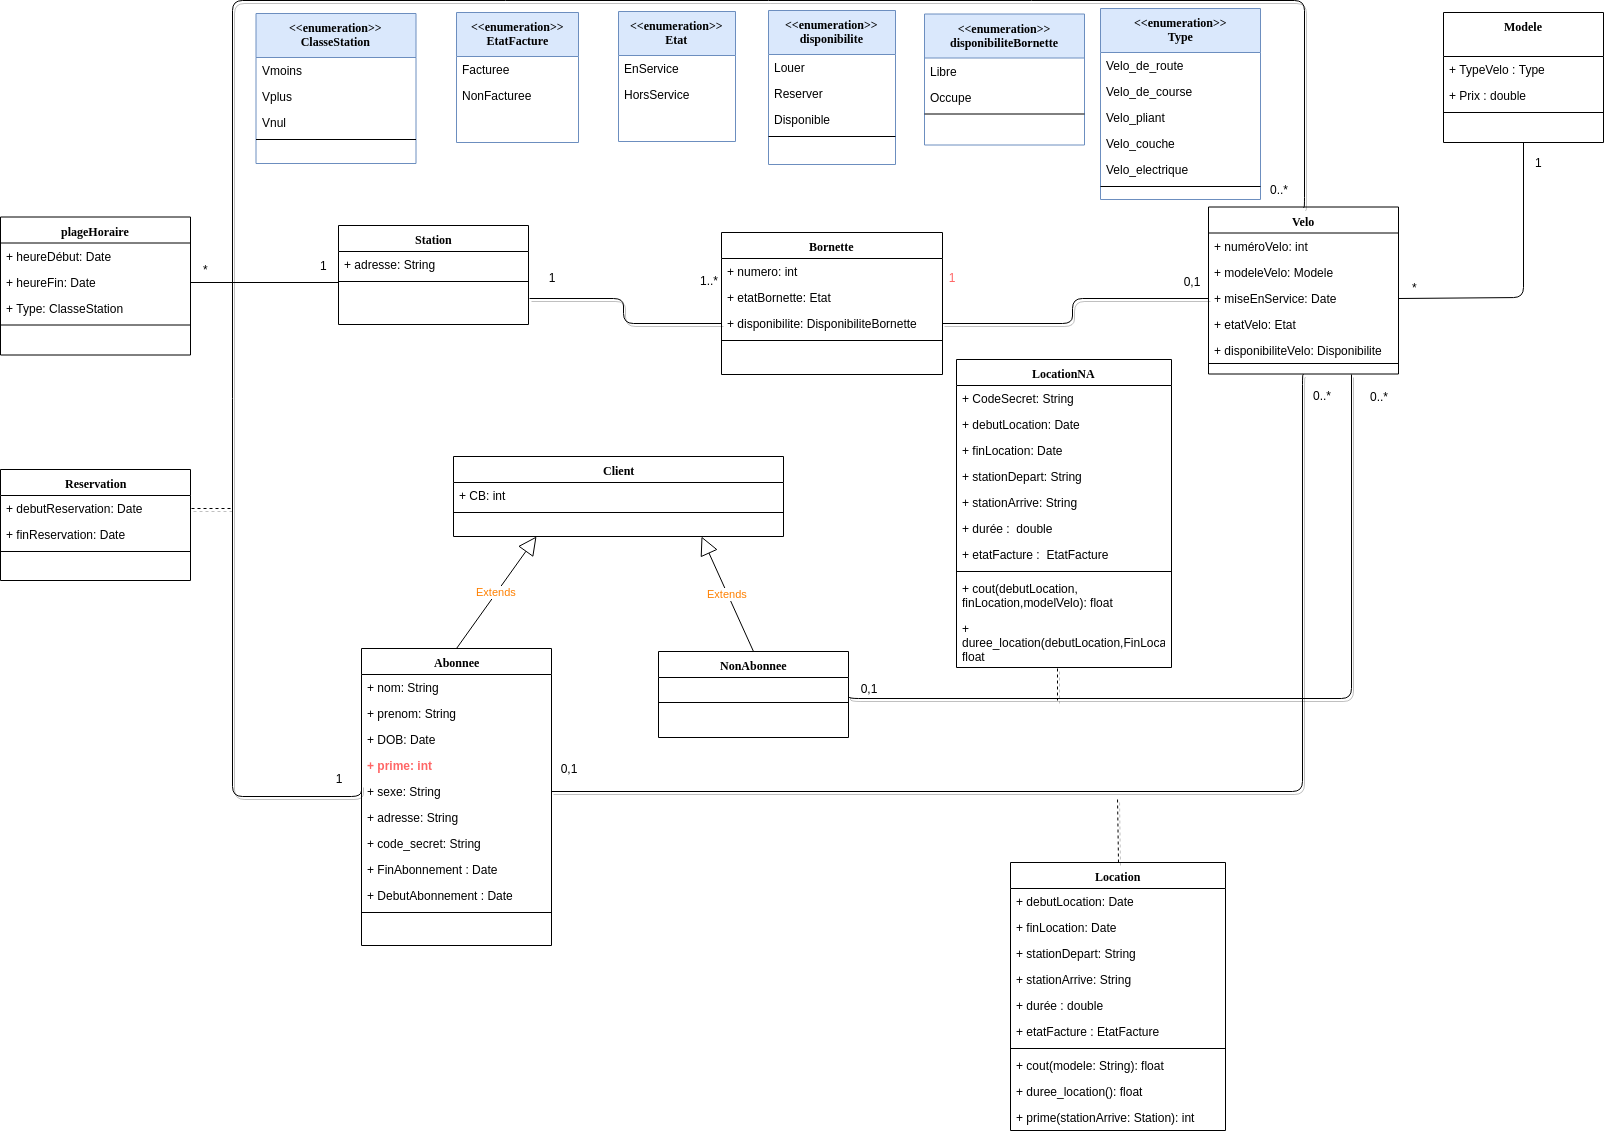 <<enumeration>>
ClasseStation
Vmoins
Vplus
Vnul
<<enumeration>>
EtatFacture
Facturee
NonFacturee
<<enumeration>>
Etat
EnService
HorsService
<<enumeration>>
disponibilite
Louer
Reserver
Disponible
<<enumeration>>
disponibiliteBornette
Libre
Occupe
<<enumeration>>
Type
Velo_de_route
Velo_de_course
Velo_pliant
Velo_couche
Velo_electrique
Modele
+ TypeVelo : Type
+ Prix : double
1
0..*
plageHoraire
+ heureDébut: Date
+ heureFin: Date
+ Type: ClasseStation
*
1
Station
+ adresse: String
1
1..*
Bornette
+ numero: int
+ etatBornette: Etat
+ disponibilite: DisponibiliteBornette
1
0,1
Velo
+ numéroVelo: int
+ modeleVelo: Modele
+ miseEnService: Date
+ etatVelo: Etat
+ disponibiliteVelo: Disponibilite
*
0..*
0..*
LocationNA
+ CodeSecret: String
+ debutLocation: Date
+ finLocation: Date
+ stationDepart: String
+ stationArrive: String
+ durée :  double
+ etatFacture :  EtatFacture
+ cout(debutLocation,
finLocation,modelVelo): float
+
duree_location(debutLocation,FinLoca
float
Reservation
+ debutReservation: Date
+ finReservation: Date
Client
+ CB: int
Extends
Extends
Abonnee
+ nom: String
+ prenom: String
+ DOB: Date
+ prime: int
+ sexe: String
+ adresse: String
+ code_secret: String
+ FinAbonnement : Date
+ DebutAbonnement : Date
1
0,1
NonAbonnee
0,1
Location
+ debutLocation: Date
+ finLocation: Date
+ stationDepart: String
+ stationArrive: String
+ durée : double
+ etatFacture : EtatFacture
+ cout(modele: String): float
+ duree_location(): float
+ prime(stationArrive: Station): int